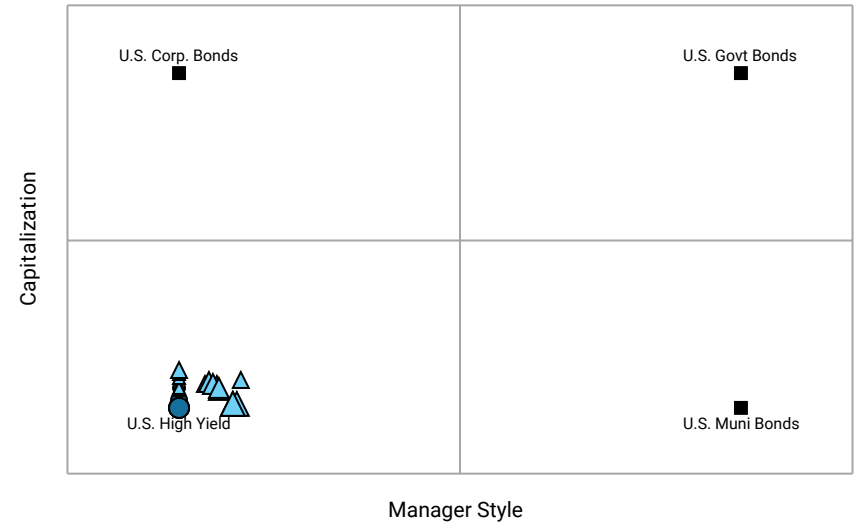 U.S. Corp. Bonds
U.S. Govt Bonds
Capitalization
U.S. High Yield
U.S. Muni Bonds
Manager Style